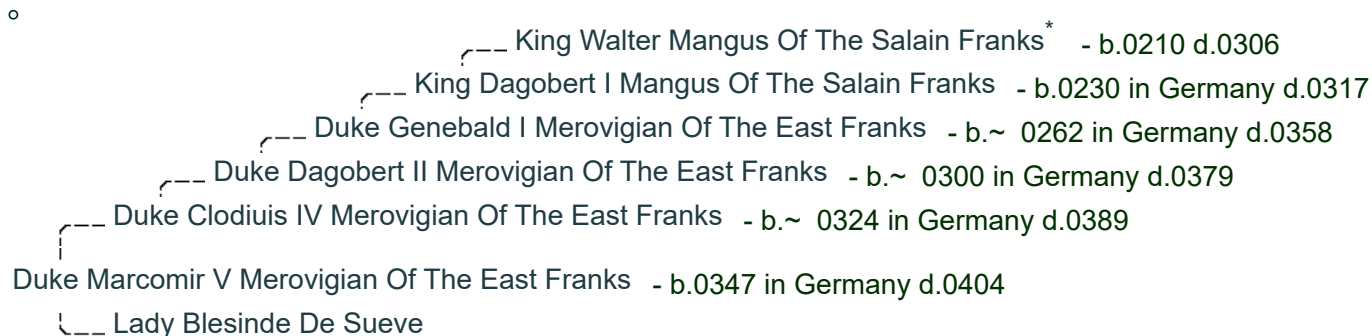 King Walter Mangus Of The Salain Franks* - b.0210 d.0306
King Dagobert I Mangus Of The Salain Franks - b.0230 in Germany d.0317
Duke Genebald I Merovigian Of The East Franks - b.~ 0262 in Germany d.0358
Duke Dagobert II Merovigian Of The East Franks - b.~ 0300 in Germany d.0379
Duke Clodiuis IV Merovigian Of The East Franks - b.~ 0324 in Germany d.0389
Duke Marcomir V Merovigian Of The East Franks - b.0347 in Germany d.0404
Lady Blesinde De Sueve